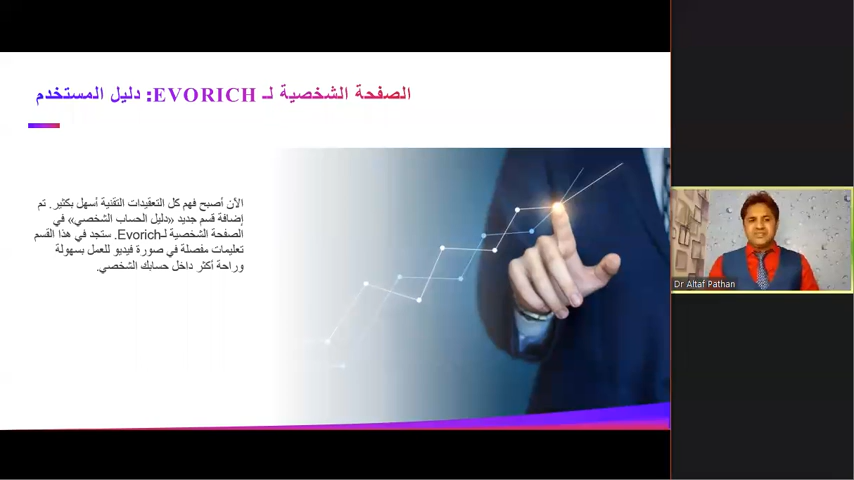 الصفحة الشخصية لـ EVORICH: دليل المستخدم
الآن أصبح فهم كل التعقيدات التقنية أسهل بكثير. تم
إضافة قسم جديد «دليل الحساب الشخصي» في
الصفحة الشخصية لـEvorich. ستجد في هذا القسم
تعليمات مفصلة في صورة فيديو للعمل بسهولة
وراحة أكثر داخل حسابك الشخصي.
Dr Altaf Pathan